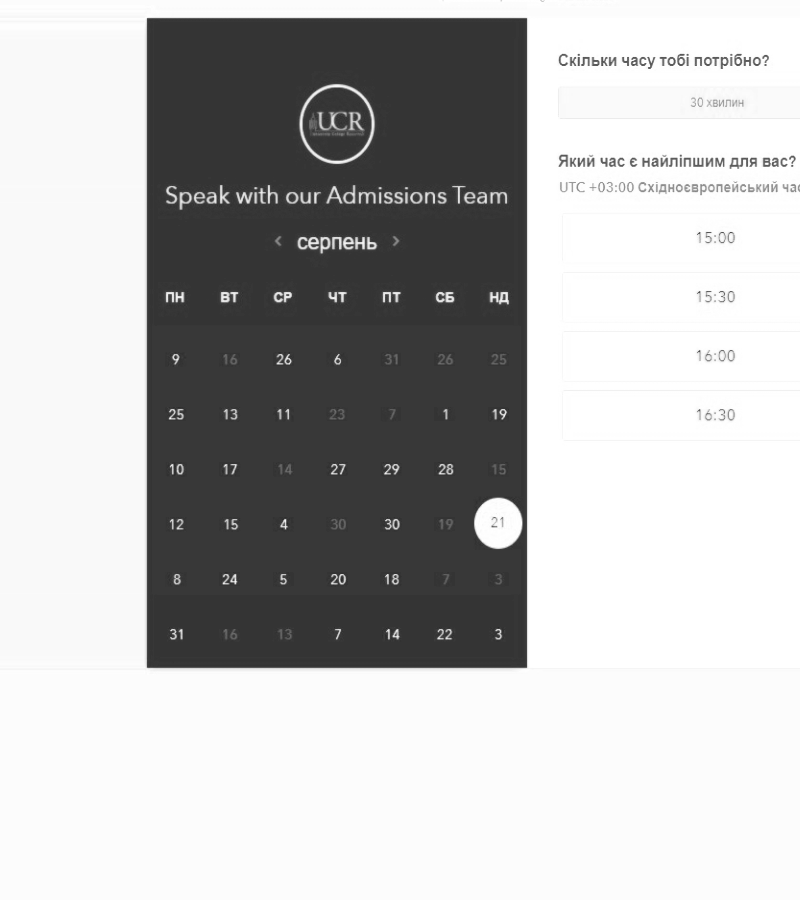 UCR
Speak with our Admissions Team
< серпень >
ПН ВТ СР ЧТ ПТ СБ НД
9 16 26 6 31 26 25
25 13 11 23 7 1 19
10 17 14 27 29 28 15
12 15 4 30 30 19 21
8 24 5 20 18 7 3
31 16 13 7 14 22 3
Скільки часу тобі потрібно?
30 хвилин
Який час є найліпшим для вас?
UTC +03:00 Східноєвропейський час
15:00
15:30
16:00
16:30